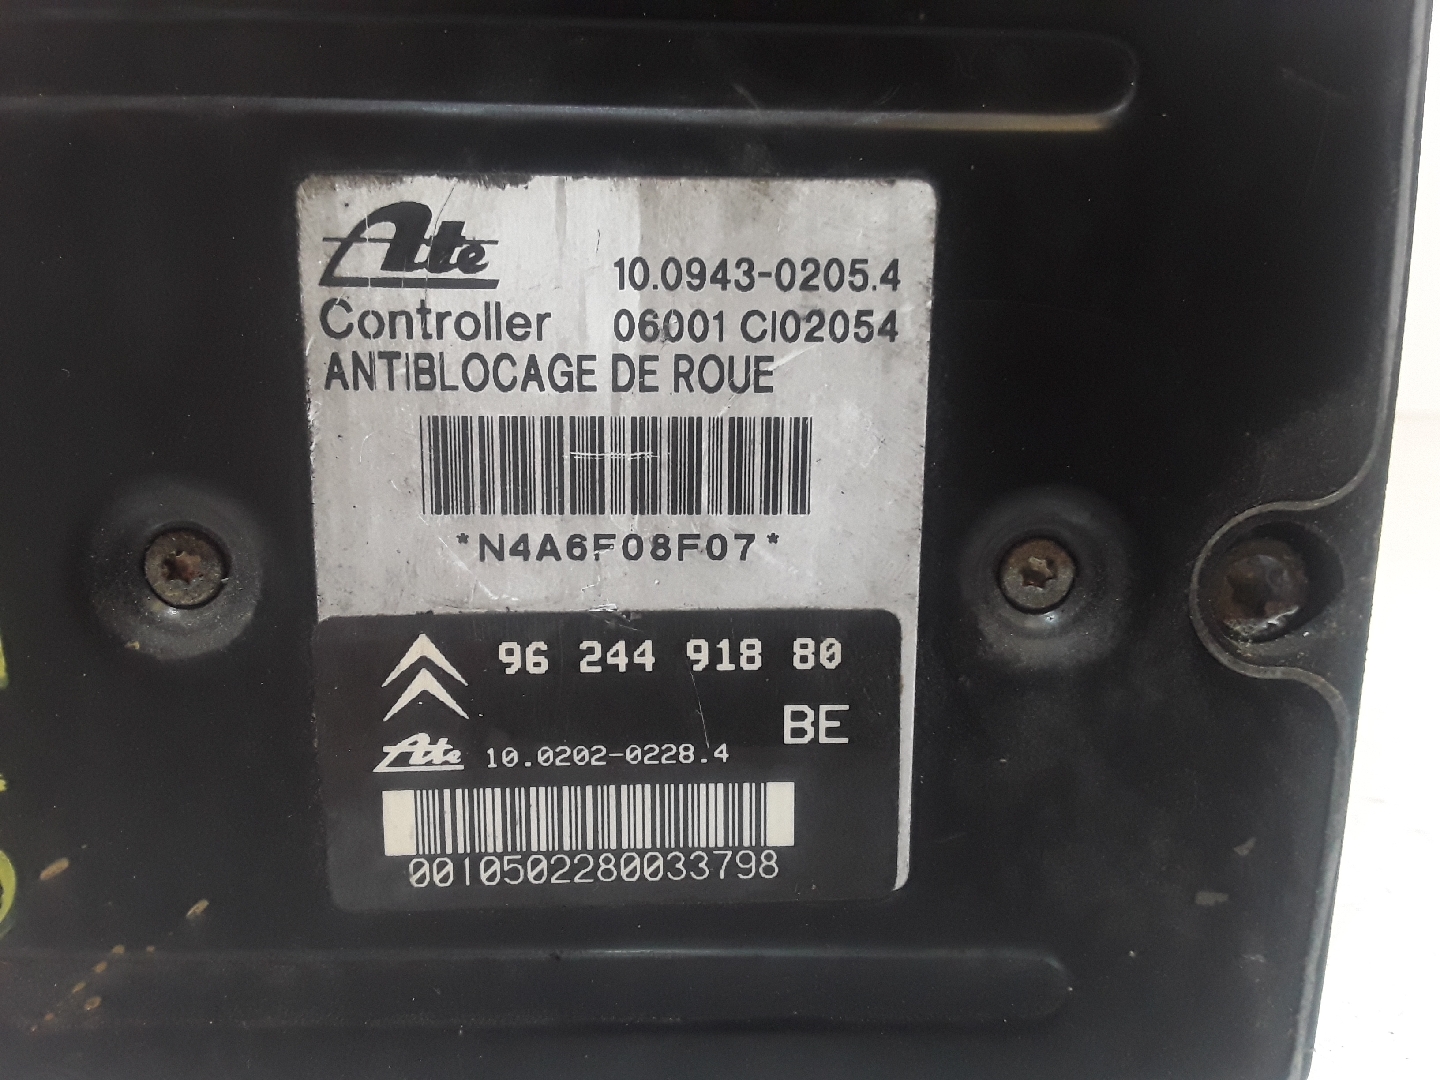 Ate 10.0943-0205.4
Controller 06001 CI02054
ANTIBLOCAGE DE ROUE
*N4A6F08F07*
96 244 918 80
BE
Ate 10.0202-0228.4
0010502280033798